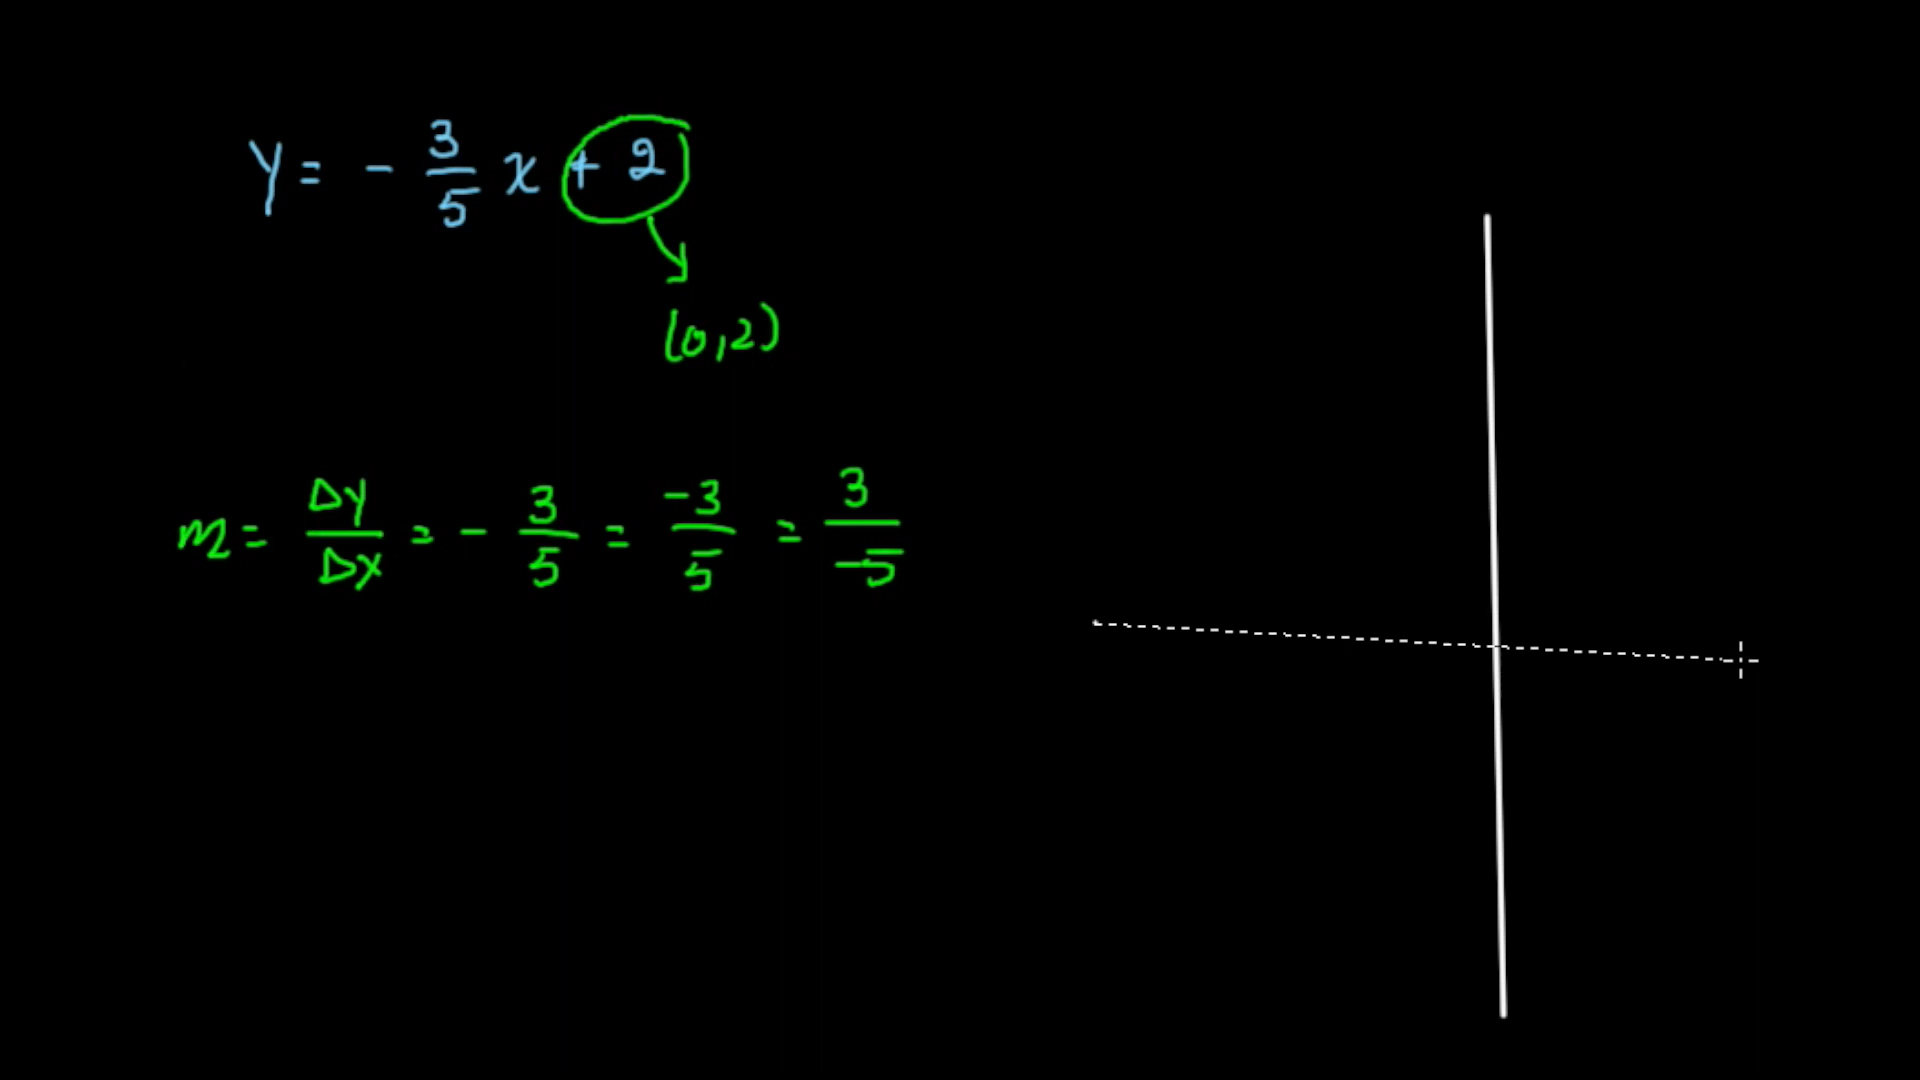 Y = - 3/5 x + 2
(0,2)
m = Δy/Δx = - 3/5 = -3/5 = 3/-5